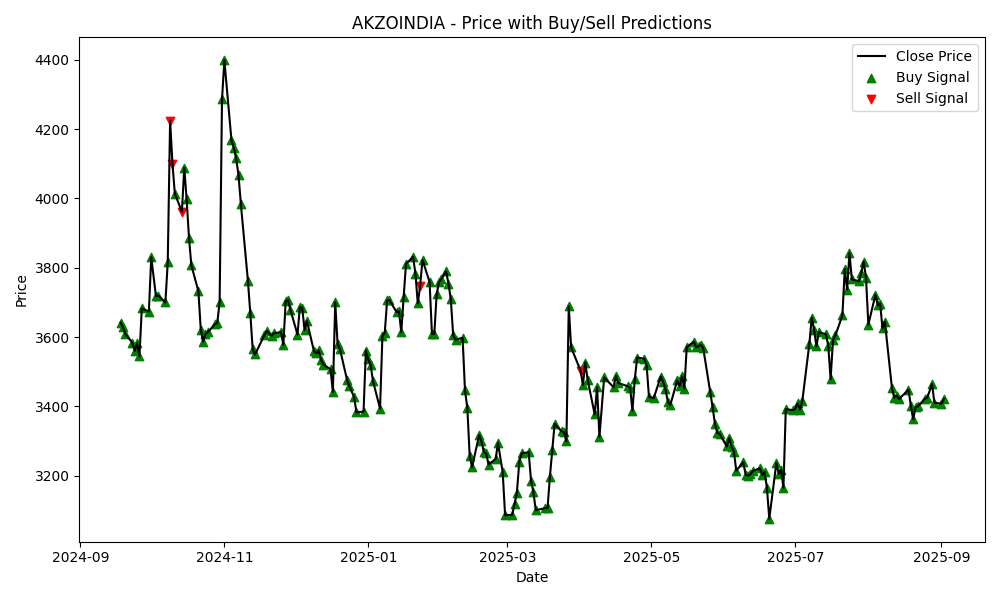 AKZOINDIA - Price with Buy/Sell Predictions
Close Price
Buy Signal
Sell Signal
Price
4400
4200
4000
3800
3600
3400
3200
2024-09
2024-11
2025-01
2025-03
2025-05
2025-07
2025-09
Date